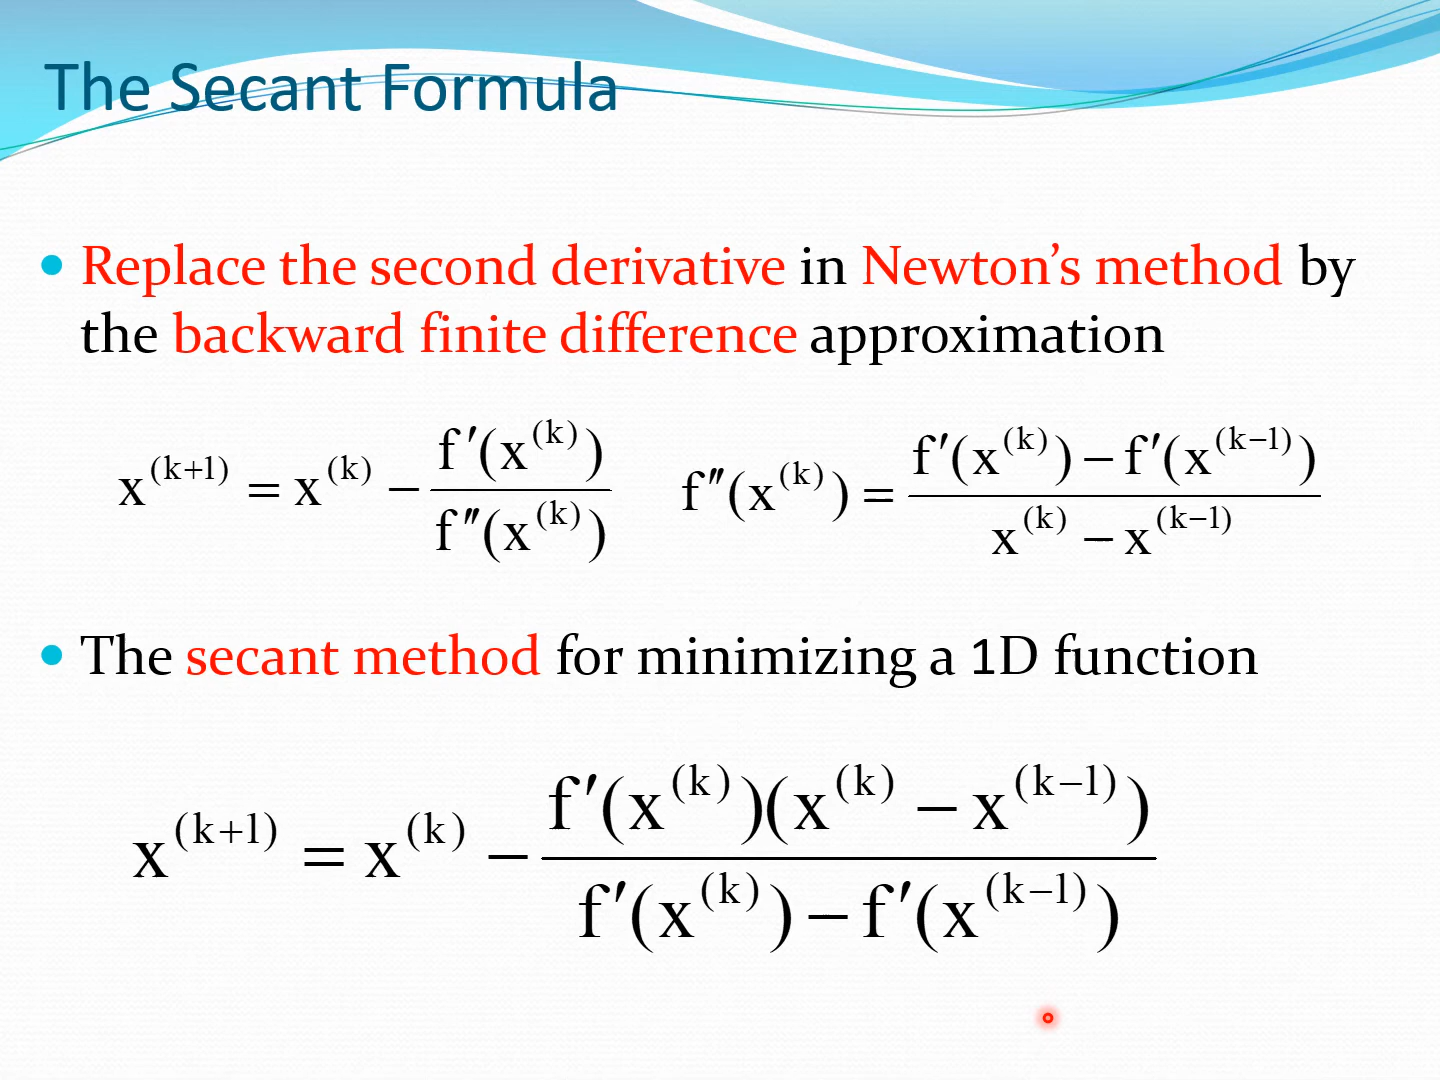 The Secant Formula
• Replace the second derivative in Newton’s method by
the backward finite difference approximation
x^(k+1) = x^(k) − f′(x^(k)) / f″(x^(k))    f″(x^(k)) = (f′(x^(k)) − f′(x^(k−1))) / (x^(k) − x^(k−1))
• The secant method for minimizing a 1D function
x^(k+1) = x^(k) − f′(x^(k))(x^(k) − x^(k−1)) / (f′(x^(k)) − f′(x^(k−1)))